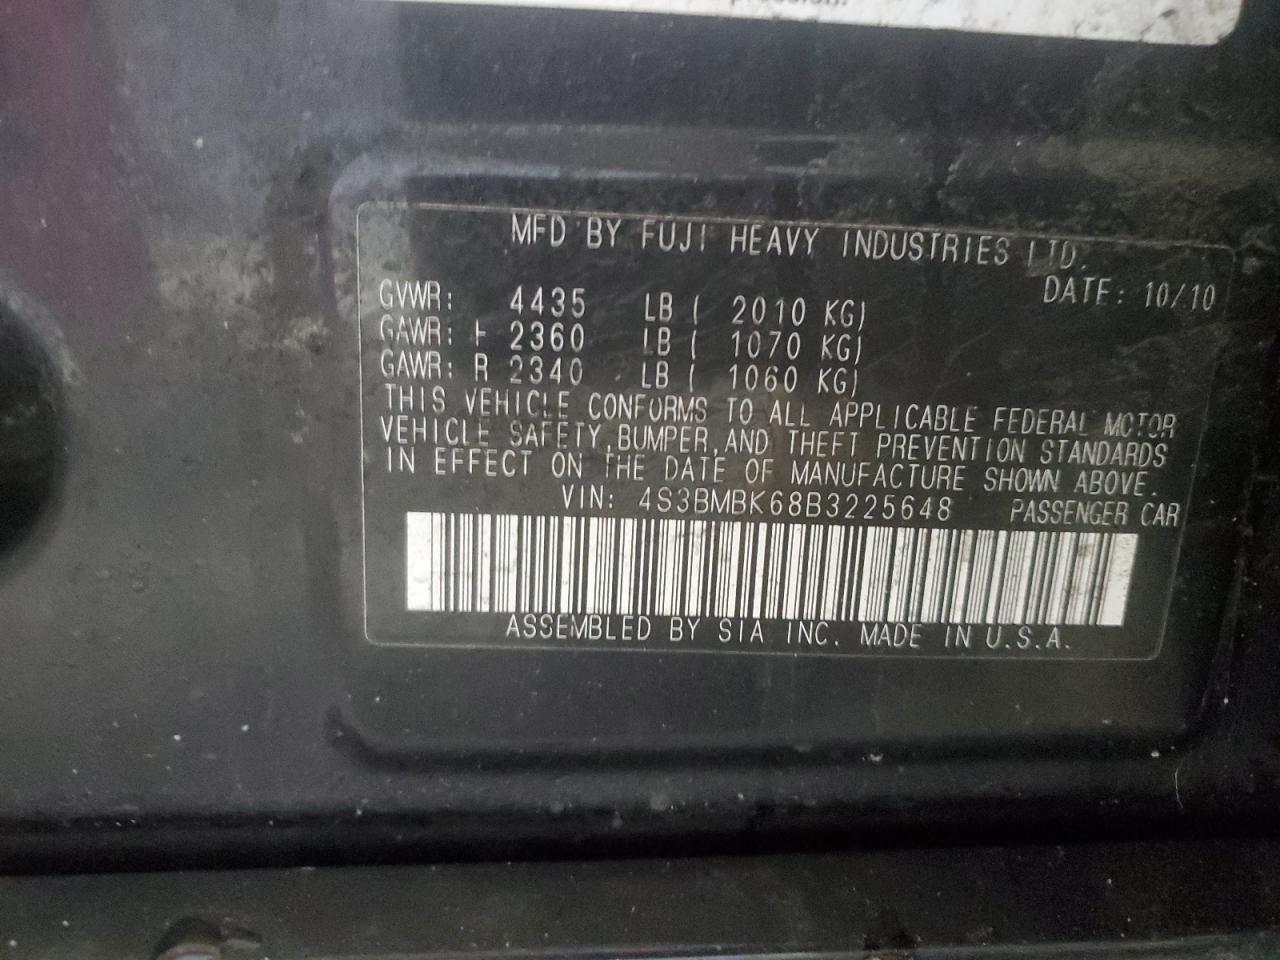 MFD BY FUJI HEAVY INDUSTRIES LTD.
DATE: 10/10
GVWR: 4435 LB ( 2010 KG)
GAWR: F 2360 LB ( 1070 KG)
GAWR: R 2340 LB ( 1060 KG)
THIS VEHICLE CONFORMS TO ALL APPLICABLE FEDERAL MOTOR
VEHICLE SAFETY, BUMPER, AND THEFT PREVENTION STANDARDS
IN EFFECT ON THE DATE OF MANUFACTURE SHOWN ABOVE.
VIN: 4S3BMBK68B3225648 PASSENGER CAR
ASSEMBLED BY SIA INC. MADE IN U.S.A.